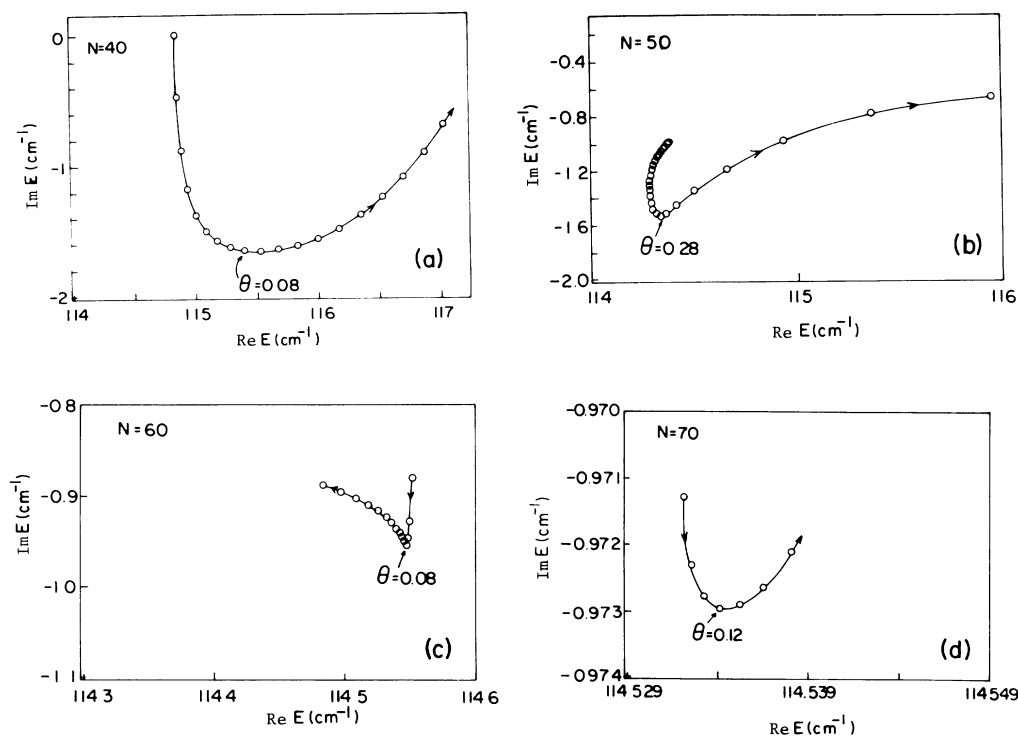 N=40
0
-1
-2
Im E (cm⁻¹)
θ=0.08
(a)
114
115
116
117
Re E (cm⁻¹)
N=50
-0.4
-0.8
-1.2
-1.6
-2.0
Im E (cm⁻¹)
θ=0.28
(b)
114
115
116
Re E (cm⁻¹)
N=60
-0.8
-0.9
-1.0
-1.1
Im E (cm⁻¹)
θ=0.08
(c)
114.3
114.4
114.5
114.6
Re E (cm⁻¹)
N=70
-0.970
-0.971
-0.972
-0.973
-0.974
Im E (cm⁻¹)
θ=0.12
(d)
114.529
114.539
114.549
Re E (cm⁻¹)